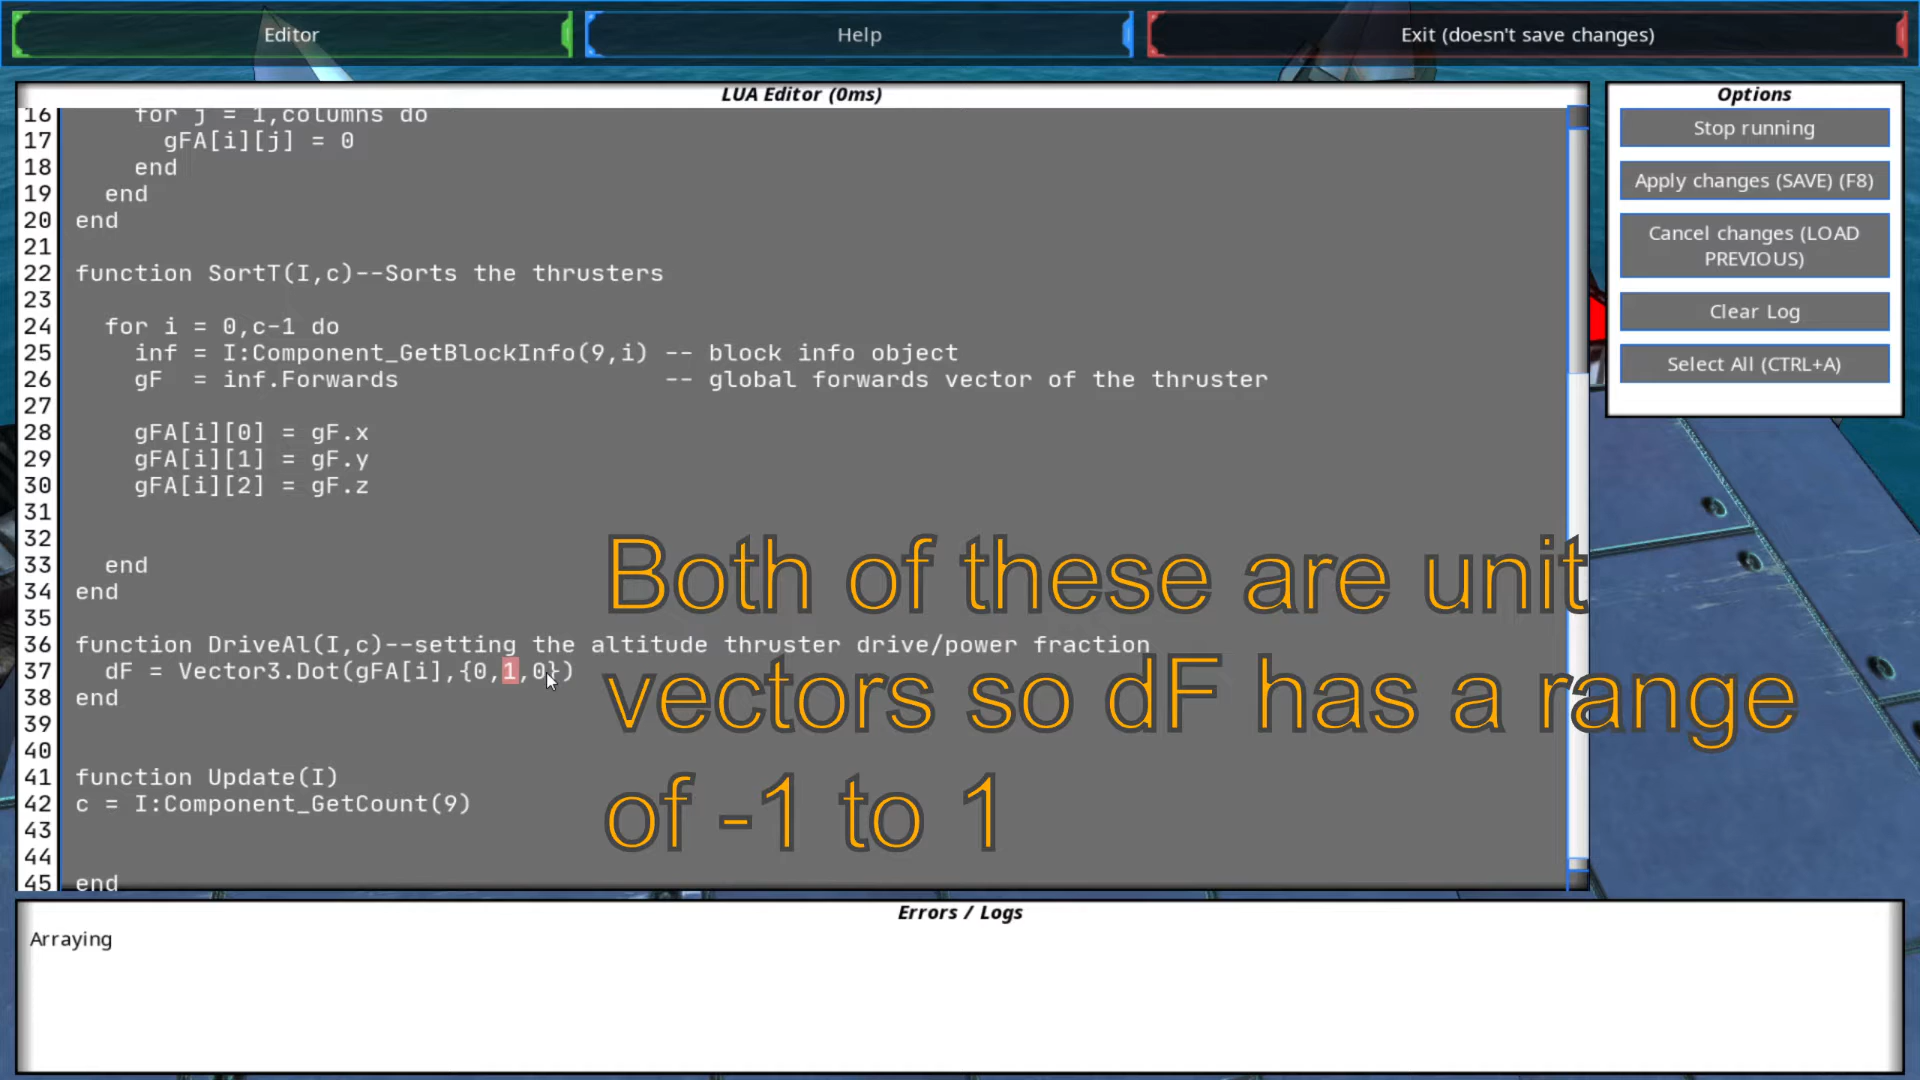 Editor
Help
Exit (doesn't save changes)
LUA Editor (0ms)
16 for j = 1,columns do
17 gFA[i][j] = 0
18 end
19 end
20 end
21
22 function SortT(I,c)--Sorts the thrusters
23
24 for i = 0,c-1 do
25 inf = I:Component_GetBlockInfo(9,i) -- block info object
26 gF = inf.Forwards -- global forwards vector of the thruster
27
28 gFA[i][0] = gF.x
29 gFA[i][1] = gF.y
30 gFA[i][2] = gF.z
31
32
33 end
34 end
35
36 function DriveAl(I,c)--setting the altitude thruster drive/power fraction
37 dF = Vector3.Dot(gFA[i],{0,1,0})
38 end
39
40
41 function Update(I)
42 c = I:Component_GetCount(9)
43
44
45 end
Both of these are unit
vectors so dF has a range
of -1 to 1
Options
Stop running
Apply changes (SAVE) (F8)
Cancel changes (LOAD
PREVIOUS)
Clear Log
Select All (CTRL+A)
Errors / Logs
Arraying